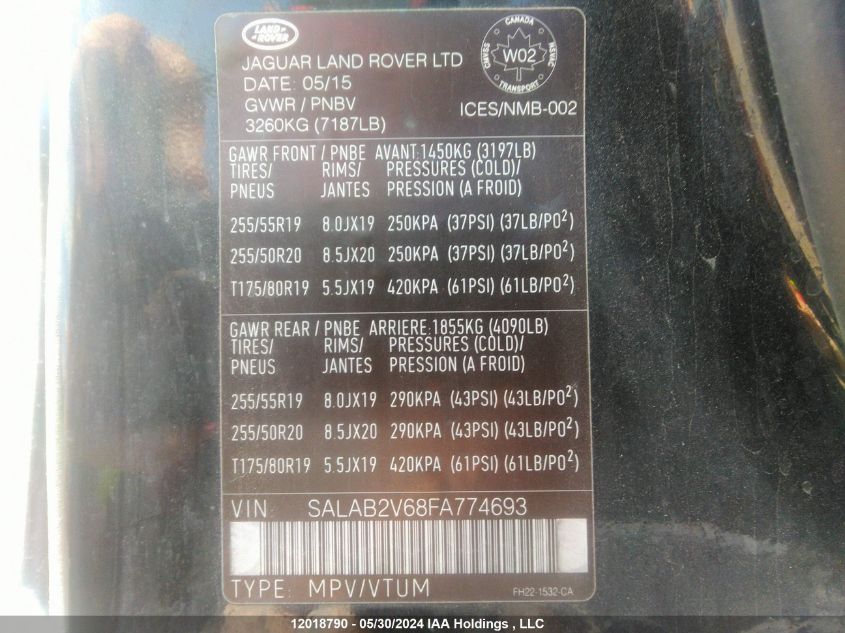 LAND ROVER
JAGUAR LAND ROVER LTD
DATE: 05/15
GVWR / PNBV
3260KG (7187LB)
CANADA
CMVSS
W02
NSVAC
TRANSPORT
ICES/NMB-002
GAWR FRONT / PNBE AVANT:1450KG (3197LB)
TIRES/ RIMS/ PRESSURES (COLD)/
PNEUS JANTES PRESSION (A FROID)
255/55R19 8.0JX19 250KPA (37PSI) (37LB/PO²)
255/50R20 8.5JX20 250KPA (37PSI) (37LB/PO²)
T175/80R19 5.5JX19 420KPA (61PSI) (61LB/PO²)
GAWR REAR / PNBE ARRIERE:1855KG (4090LB)
TIRES/ RIMS/ PRESSURES (COLD)/
PNEUS JANTES PRESSION (A FROID)
255/55R19 8.0JX19 290KPA (43PSI) (43LB/PO²)
255/50R20 8.5JX20 290KPA (43PSI) (43LB/PO²)
T175/80R19 5.5JX19 420KPA (61PSI) (61LB/PO²)
VIN: SALAB2V68FA774693
TYPE: MPV/VTUM
FH22-1532-CA
12018790 - 05/30/2024 IAA Holdings , LLC